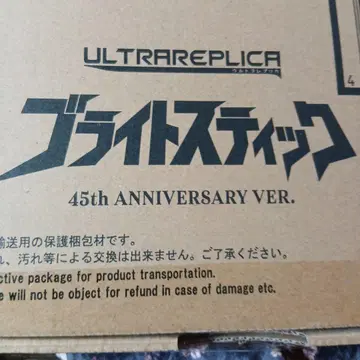 ULTRAREPLICA
ウルトラレプリカ
ブライトスティック
45th ANNIVERSARY VER.
輸送用の保護梱包材です。
れ、汚れ等による交換は出来ません。ご了承ください。
ctive package for product transportation.
e will not be object for refund in case of damage etc.
4